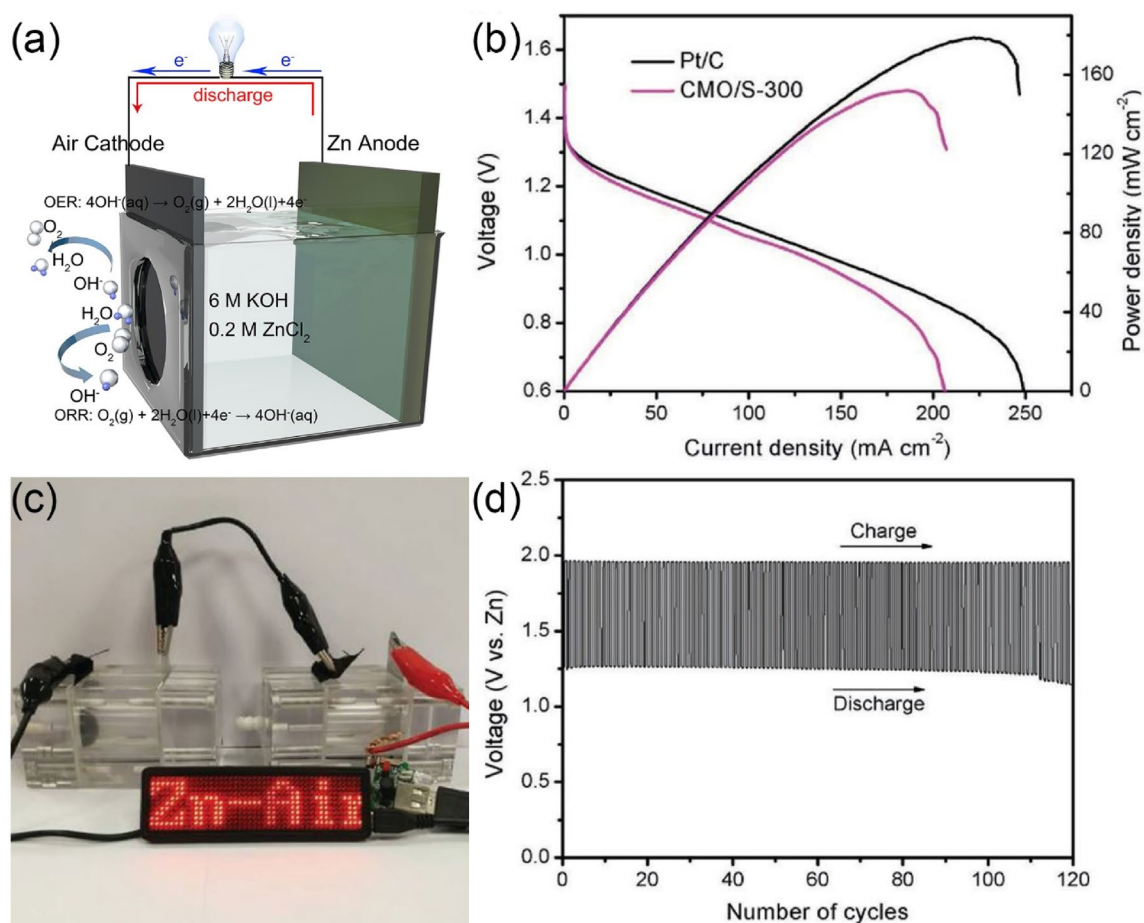 (a)
e⁻ e⁻
discharge
Air Cathode Zn Anode
OER: 4OH⁻(aq) → O₂(g) + 2H₂O(l)+4e⁻
O₂
H₂O
OH⁻
H₂O
O₂
OH⁻
6 M KOH
0.2 M ZnCl₂
ORR: O₂(g) + 2H₂O(l)+4e⁻ → 4OH⁻(aq)
(b)
Pt/C
CMO/S-300
Voltage (V)
1.6
1.4
1.2
1.0
0.8
0.6
Power density (mW cm⁻²)
160
120
80
40
0
0 50 100 150 200 250
Current density (mA cm⁻²)
(c)
Zn-Air
(d)
Charge
Discharge
Voltage (V vs. Zn)
2.5
2.0
1.5
1.0
0.5
0.0
0 20 40 60 80 100 120
Number of cycles